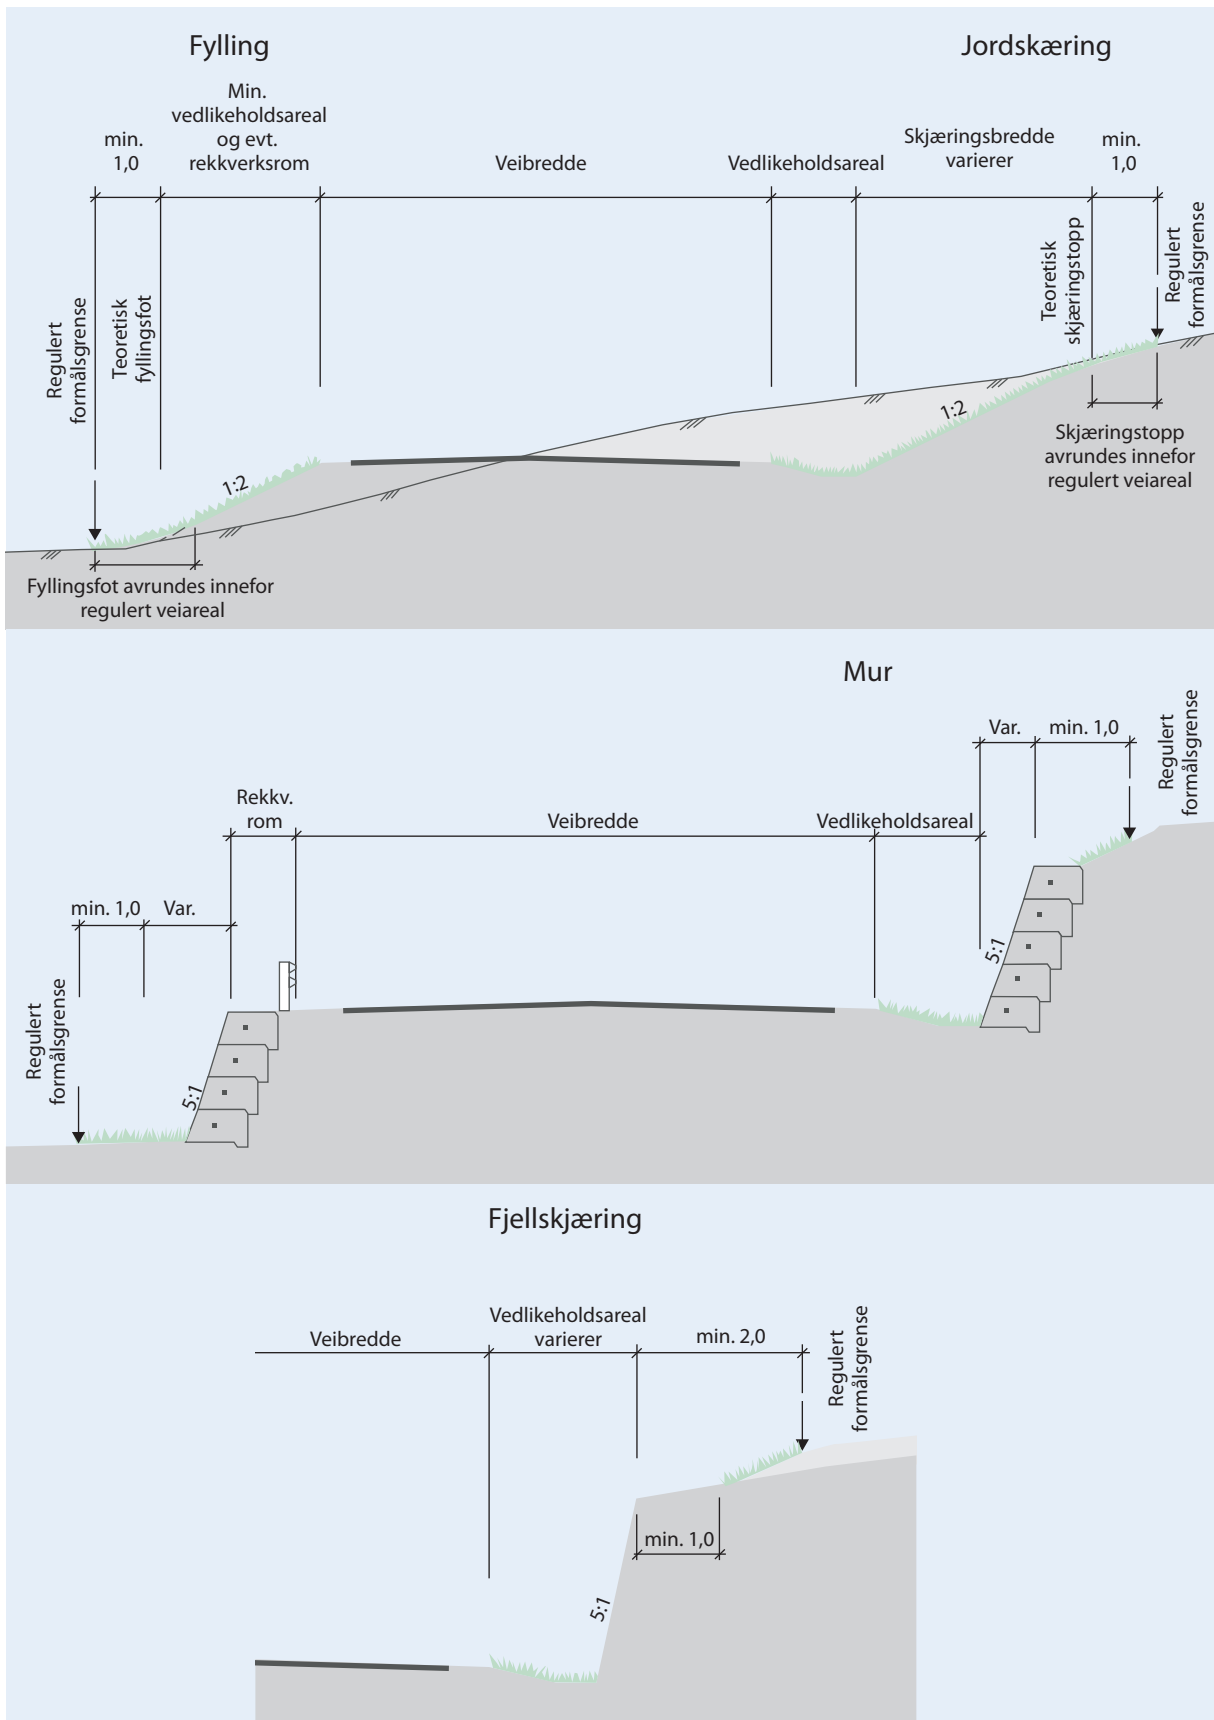 Fylling
Jordskæring
min.
1,0
Min.
vedlikeholdsareal
og evt.
rekkverksrom
Veibredde
Vedlikeholdsareal
Skjæringsbredde
varierer
min.
1,0
Regulert
formålsgrense
Teoretisk
fyllingsfot
Teoretisk
skjæringstopp
Regulert
formålsgrense
1:2
1:2
Skjæringstopp
avrundes innefor
regulert veiareal
Fyllingsfot avrundes innefor
regulert veiareal
Mur
Var.
min. 1,0
Regulert
formålsgrense
Rekkv.
rom
Veibredde
Vedlikeholdsareal
min. 1,0
Var.
5:1
Regulert
formålsgrense
5:1
Fjellskjæring
Veibredde
Vedlikeholdsareal
varierer
min. 2,0
Regulert
formålsgrense
min. 1,0
5:1